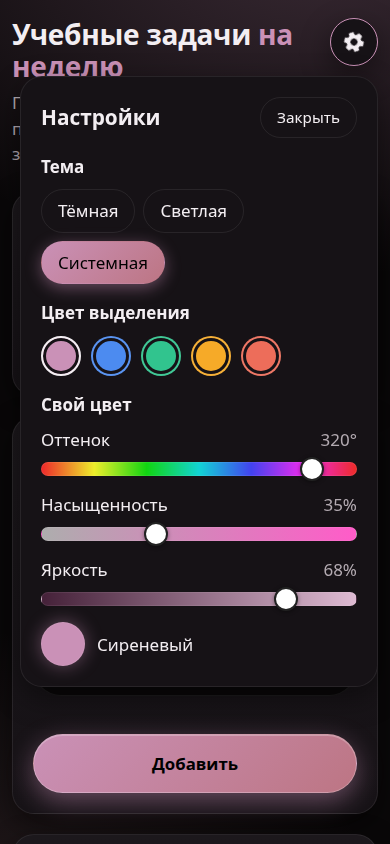 Учебные задачи на
неделю
Настройки
Закрыть
Тема
Тёмная
Светлая
Системная
Цвет выделения
Свой цвет
Оттенок
320°
Насыщенность
35%
Яркость
68%
Сиреневый
Добавить